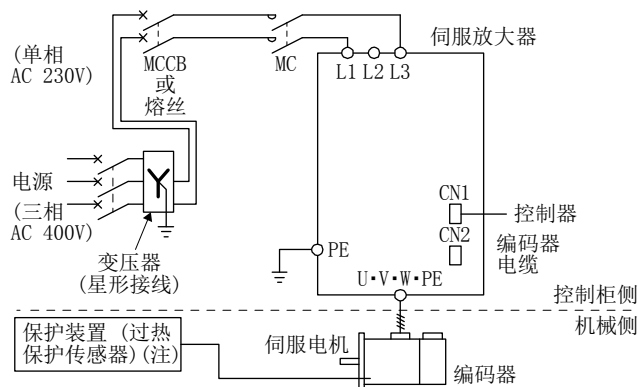 (单相
AC 230V)
MCCB
或
熔丝
MC
伺服放大器
L1 L2 L3
电源
(三相
AC 400V)
变压器
(星形接线)
PE
CN1
控制器
CN2
编码器
电缆
U·V·W·PE
控制柜侧
机械侧
保护装置 (过热
保护传感器)(注)
伺服电机
编码器